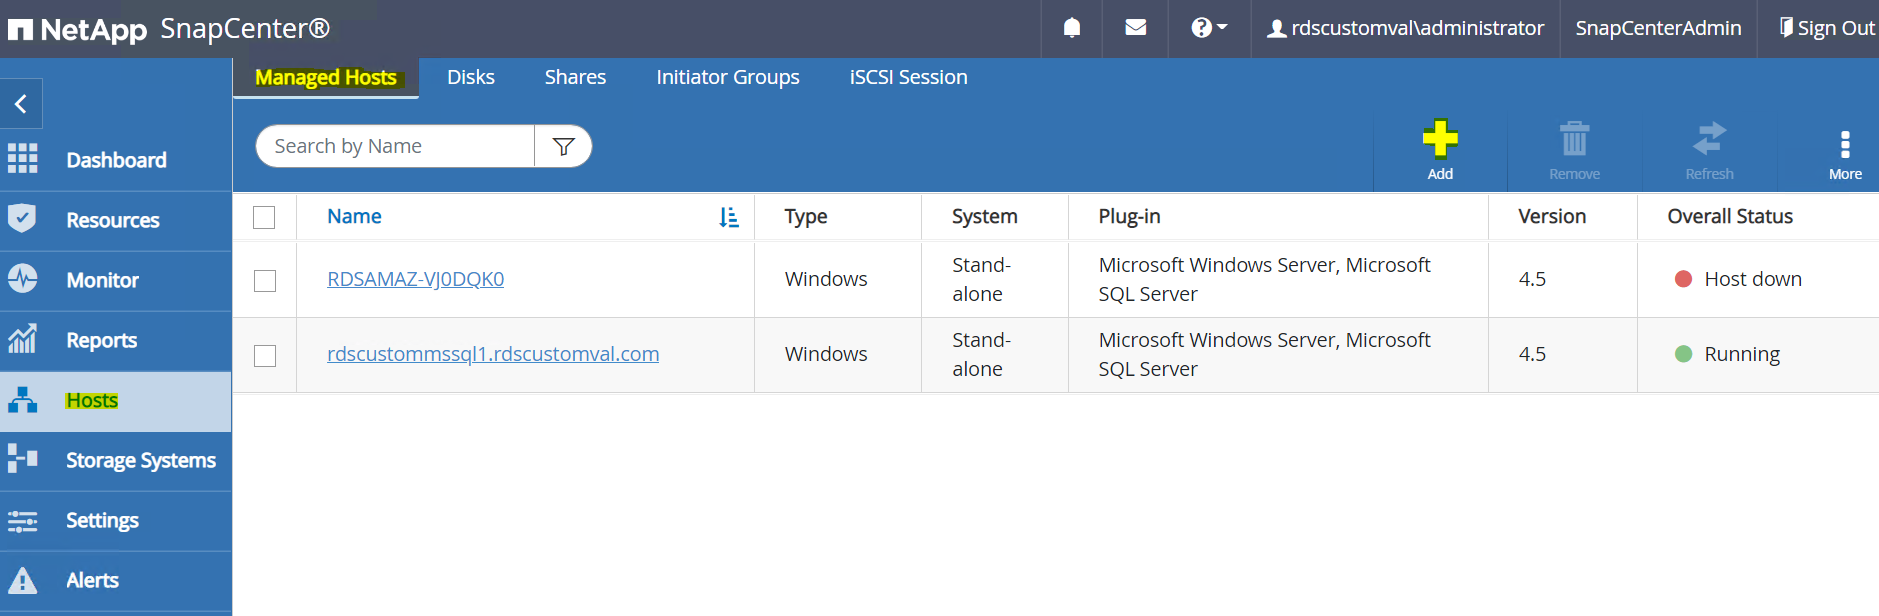 NetApp SnapCenter®
rdscustomval\administrator
SnapCenterAdmin
Sign Out
Managed Hosts
Disks
Shares
Initiator Groups
iSCSI Session
Search by Name
Add
Remove
Refresh
More
Dashboard
Resources
Monitor
Reports
Hosts
Storage Systems
Settings
Alerts
Name
Type
System
Plug-in
Version
Overall Status
RDSAMAZ-VJ0DQK0
Windows
Stand-
alone
Microsoft Windows Server, Microsoft
SQL Server
4.5
Host down
rdscustommssql1.rdscustomval.com
Windows
Stand-
alone
Microsoft Windows Server, Microsoft
SQL Server
4.5
Running